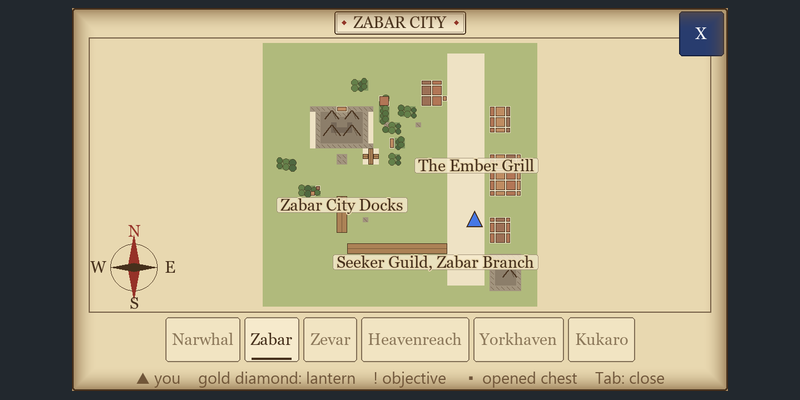 ZABAR CITY
X
The Ember Grill
Zabar City Docks
Seeker Guild, Zabar Branch
N
W E
S
Narwhal Zabar Zevar Heavenreach Yorkhaven Kukaro
▲ you gold diamond: lantern ! objective ▪ opened chest Tab: close